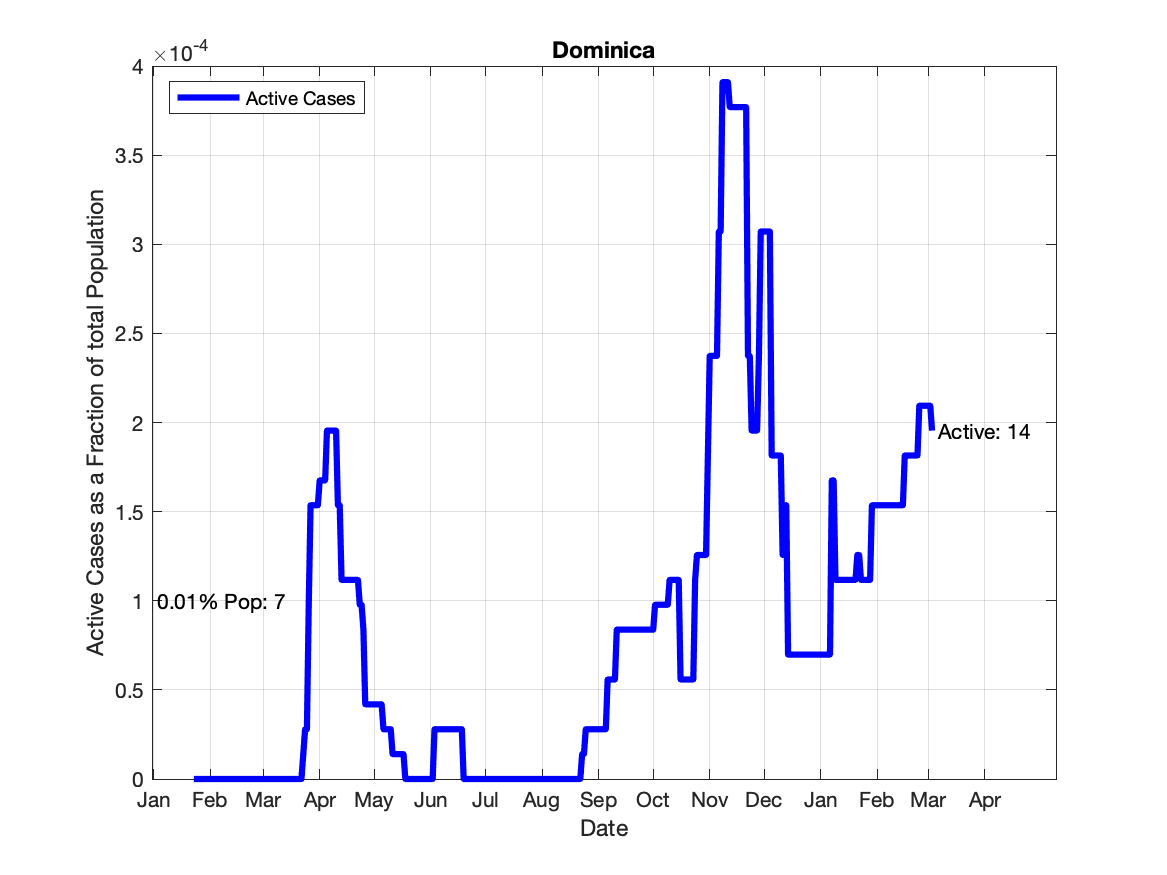 Dominica
×10-4
Active Cases
4
3.5
3
2.5
2
1.5
1
0.5
0
Active Cases as a Fraction of total Population
0.01% Pop: 7
Active: 14
Jan Feb Mar Apr May Jun Jul Aug Sep Oct Nov Dec Jan Feb Mar Apr
Date